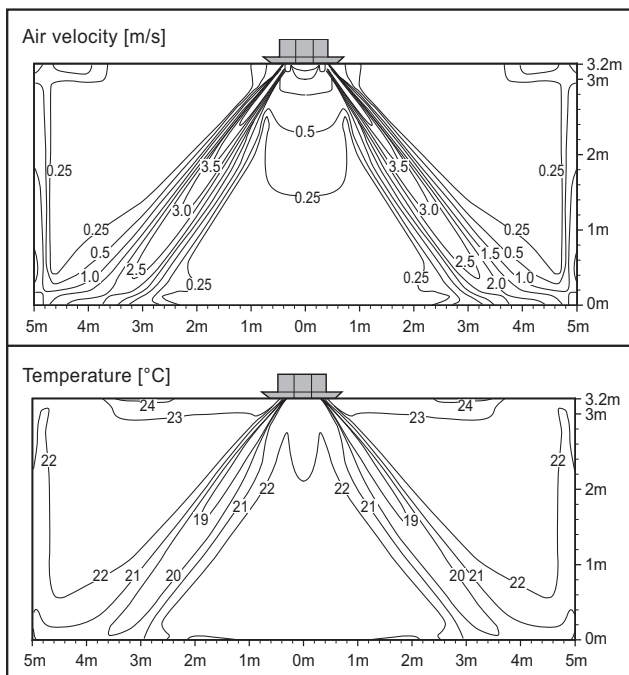 Air velocity [m/s]
3.2m
3m
3.5 0.5 3.5
2m
0.25 0.25 0.25
3.0 3.0
0.25 0.25
1m
0.5 1.5 0.5
1.0 2.5 0.25 0.25 2.5 2.0 1.0
0m
5m 4m 3m 2m 1m 0m 1m 2m 3m 4m 5m
Temperature [°C]
3.2m
24 24
3m
23 23
22 22 22 22
2m
21 21
19 19
22 21 20 20 21 22
1m
0m
5m 4m 3m 2m 1m 0m 1m 2m 3m 4m 5m